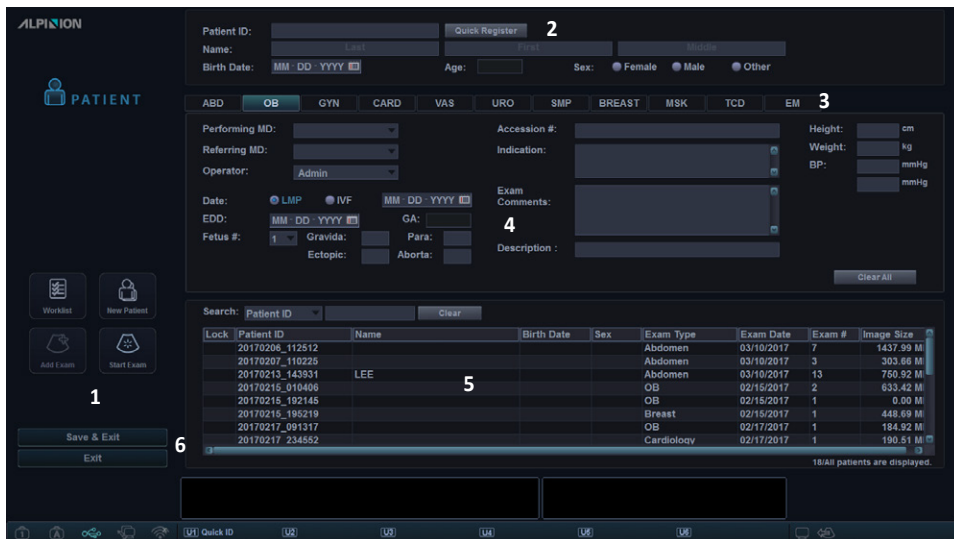 ALPINION
Patient ID: Quick Register 2
Name: Last First Middle
Birth Date: MM - DD - YYYY Age: Sex: Female Male Other
PATIENT
ABD OB GYN CARD VAS URO SMP BREAST MSK TCD EM 3
Performing MD: Accession #: Height: cm
Referring MD: Indication: Weight: kg
Operator: Admin BP: mmHg
mmHg
Date: LMP IVF MM - DD - YYYY Exam Comments:
EDD: MM - DD - YYYY GA: 4
Fetus #: 1 Gravida: Para:
Ectopic: Aborta: Description :
Clear All
Worklist New Patient
Add Exam Start Exam
1
Search: Patient ID Clear
Lock Patient ID Name Birth Date Sex Exam Type Exam Date Exam # Image Size
20170206_112512 Abdomen 03/10/2017 7 1437.99 M
20170207_110225 Abdomen 03/10/2017 3 303.66 M
20170213_143931 LEE Abdomen 03/10/2017 13 750.92 M
20170215_010406 OB 02/15/2017 2 633.42 M
5
20170215_192145 OB 02/15/2017 1 0.00 M
20170215_195219 Breast 02/15/2017 1 448.69 M
20170217_091317 OB 02/17/2017 1 184.92 M
20170217_234552 Cardiology 02/17/2017 1 190.51 M
18/All patients are displayed.
Save & Exit
6
Exit
U1 Quick ID U2 U3 U4 U5 U6